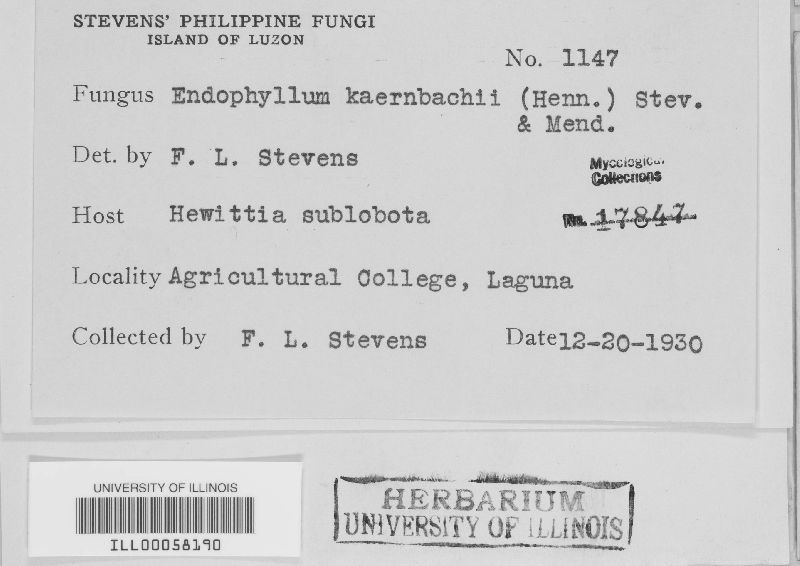 STEVENS' PHILIPPINE FUNGI
ISLAND OF LUZON
No. 1147
Fungus Endophyllum kaernbachii (Henn.) Stev.
& Mend.
Det. by F. L. Stevens
Mycological
Collections
Host Hewittia sublobota
No. 17847
Locality Agricultural College, Laguna
Collected by F. L. Stevens Date 12-20-1930
UNIVERSITY OF ILLINOIS
ILL00058190
HERBARIUM
UNIVERSITY OF ILLINOIS